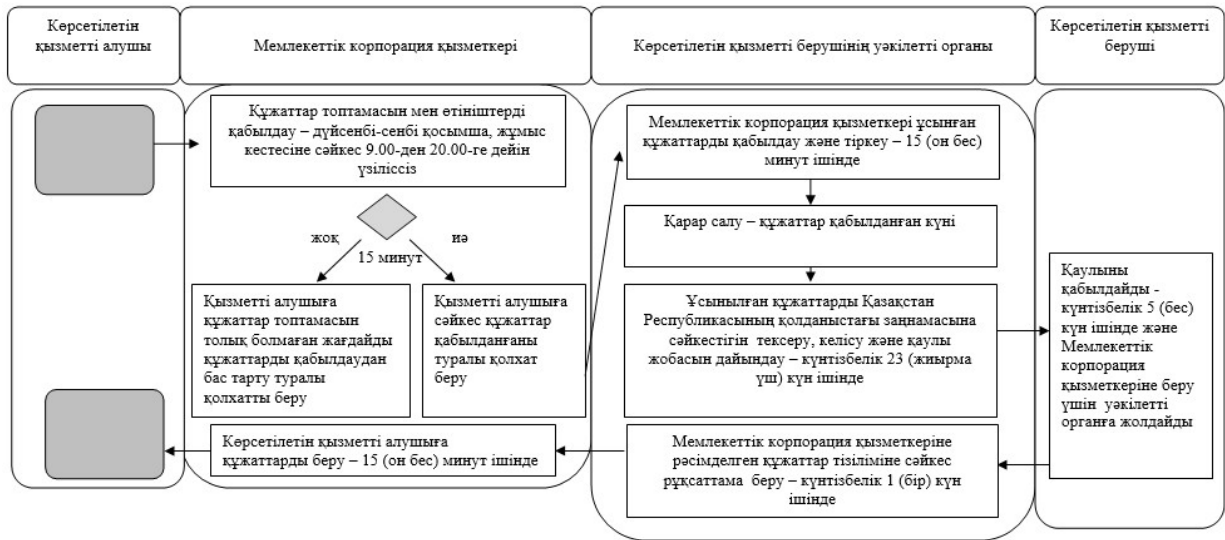 Көрсетілетін
қызметті алушы
Мемлекеттік корпорация қызметкері
Көрсетілетін қызметті берушінің уәкілетті органы
Көрсетілетін қызметті
беруші
Құжаттар топтамасын мен өтініштерді
қабылдау – дүйсенбі-сенбі қосымша, жұмыс
кестесіне сәйкес 9.00-ден 20.00-ге дейін
үзіліссіз
жоқ
иә
15 минут
Қызметті алушыға
құжаттар топтамасын
толық болмаған жағдайды
құжаттарды қабылдаудан
бас тарту туралы
қолхатты беру
Қызметті алушыға
сәйкес құжаттар
қабылданғаны
туралы қолхат
беру
Көрсетілетін қызметті алушыға
құжаттарды беру – 15 (он бес) минут ішінде
Мемлекеттік корпорация қызметкері ұсынған
құжаттарды қабылдау және тіркеу – 15 (он бес)
минут ішінде
Қарар салу – құжаттар қабылданған күні
Ұсынылған құжаттарды Қазақстан
Республикасының қолданыстағы заңнамасына
сәйкестігін тексеру, келісу және қаулы
жобасын дайындау – күнтізбелік 23 (жиырма
үш) күн ішінде
Мемлекеттік корпорация қызметкеріне
рәсімделген құжаттар тізіліміне сәйкес
рұқсаттама беру – күнтізбелік 1 (бір) күн
ішінде
Қаулыны
қабылдайды -
күнтізбелік 5 (бес)
күн ішінде және
Мемлекеттік
корпорация
қызметкеріне беру
үшін уәкілетті
органға жолдайды